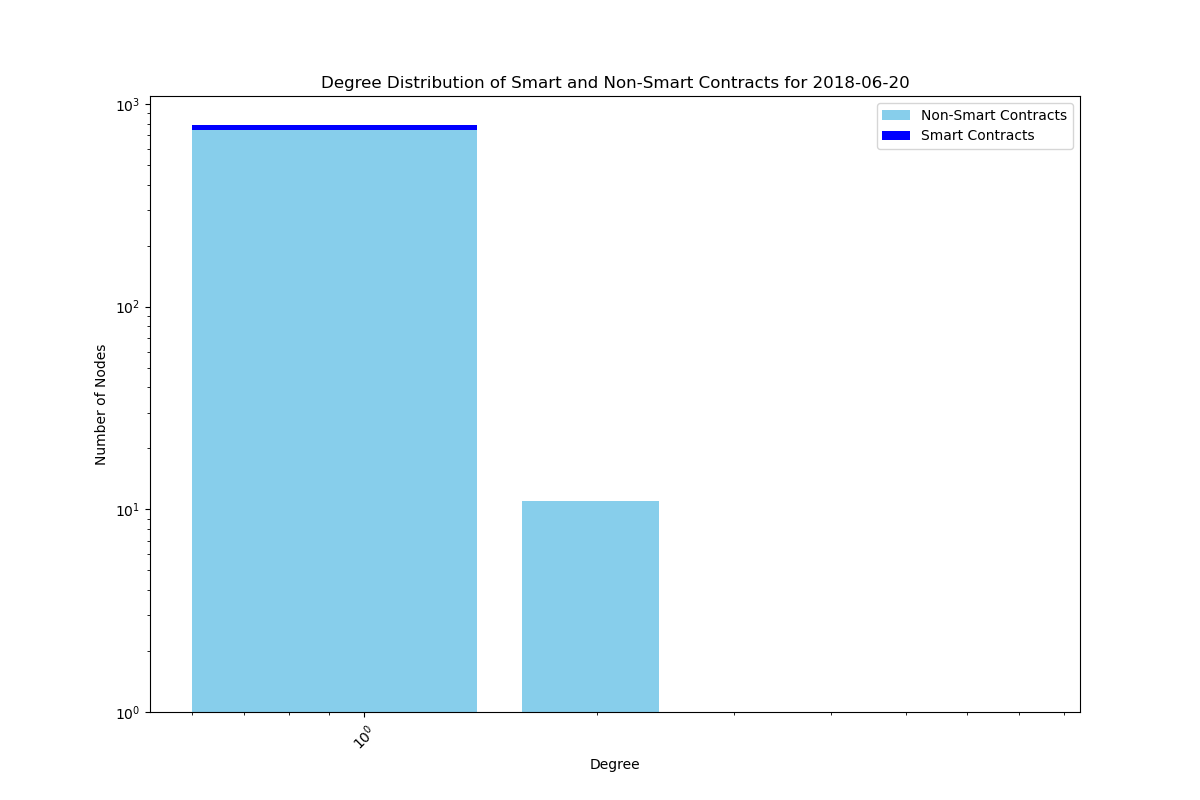 Degree Distribution of Smart and Non-Smart Contracts for 2018-06-20
Non-Smart Contracts
Smart Contracts
Number of Nodes
10³
10²
10¹
10⁰
10⁰
Degree